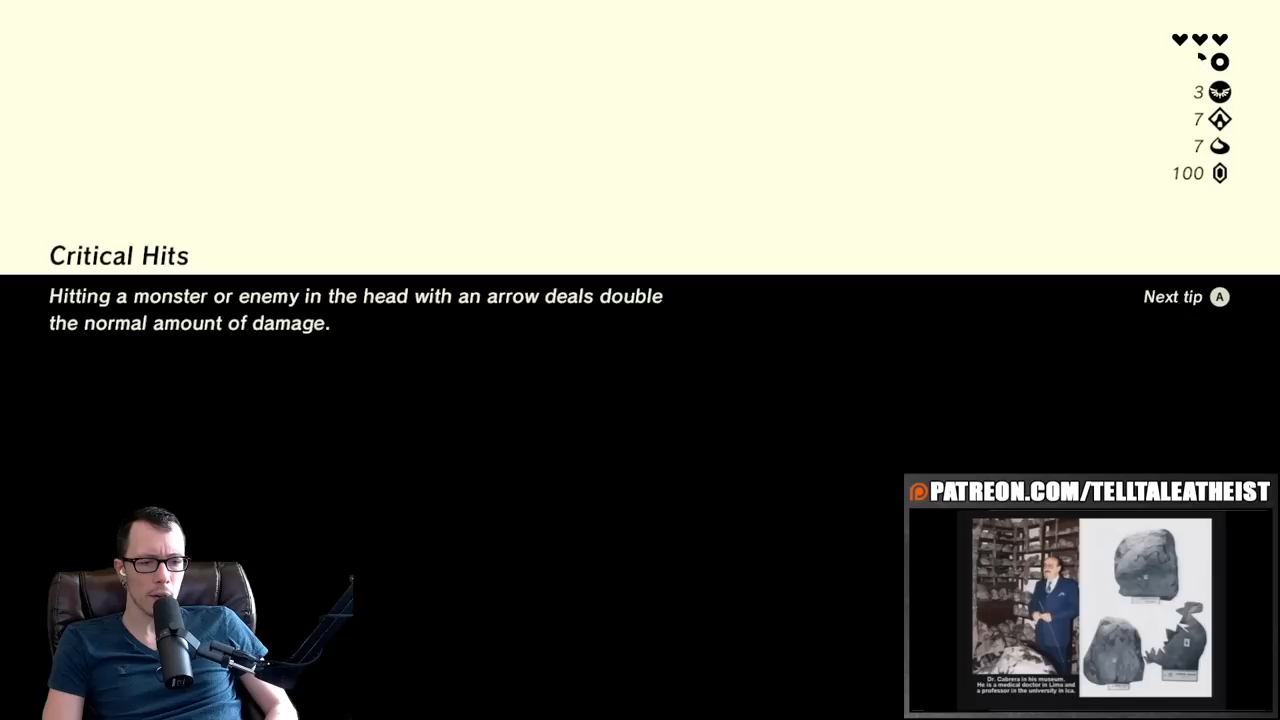 3
7
7
100
Critical Hits
Hitting a monster or enemy in the head with an arrow deals double
the normal amount of damage.
Next tip A
PATREON.COM/TELLTALEATHEIST
Dr. Cabrera in his museum.
He is a medical doctor in Lima and
a professor in the university in Ica.